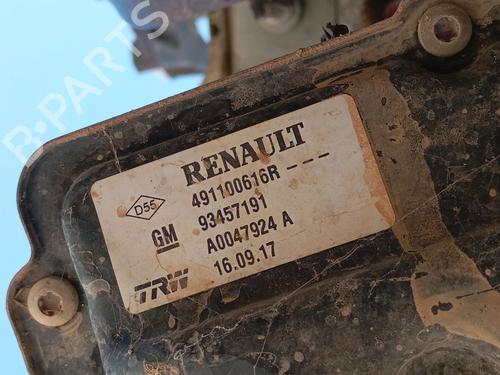 B-PARTS
RENAULT
491100616R ---
D55
GM 93457191
A0047924 A
TRW 16.09.17